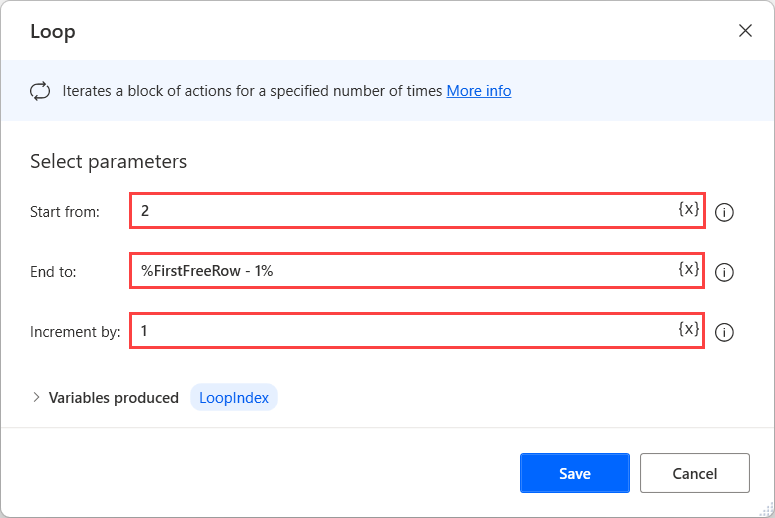 Loop
Iterates a block of actions for a specified number of times More info
Select parameters
Start from: 2 {x}
End to: %FirstFreeRow - 1% {x}
Increment by: 1 {x}
Variables produced LoopIndex
Save Cancel